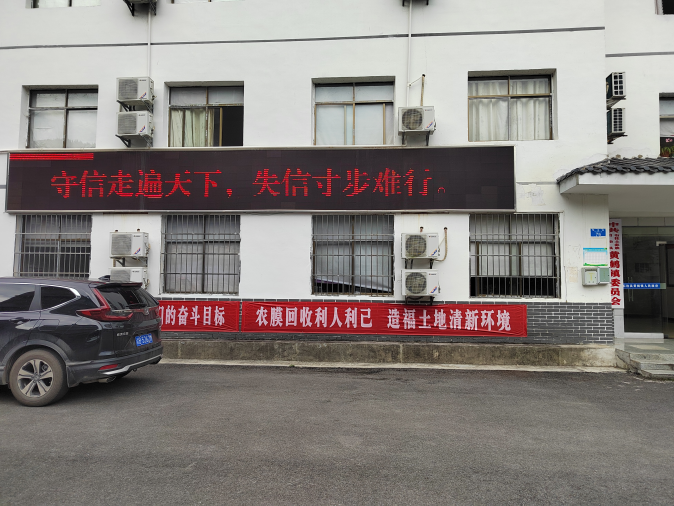 守信走遍天下，失信寸步难行。
们的奋斗目标
农膜回收利人利己 造福土地清新环境